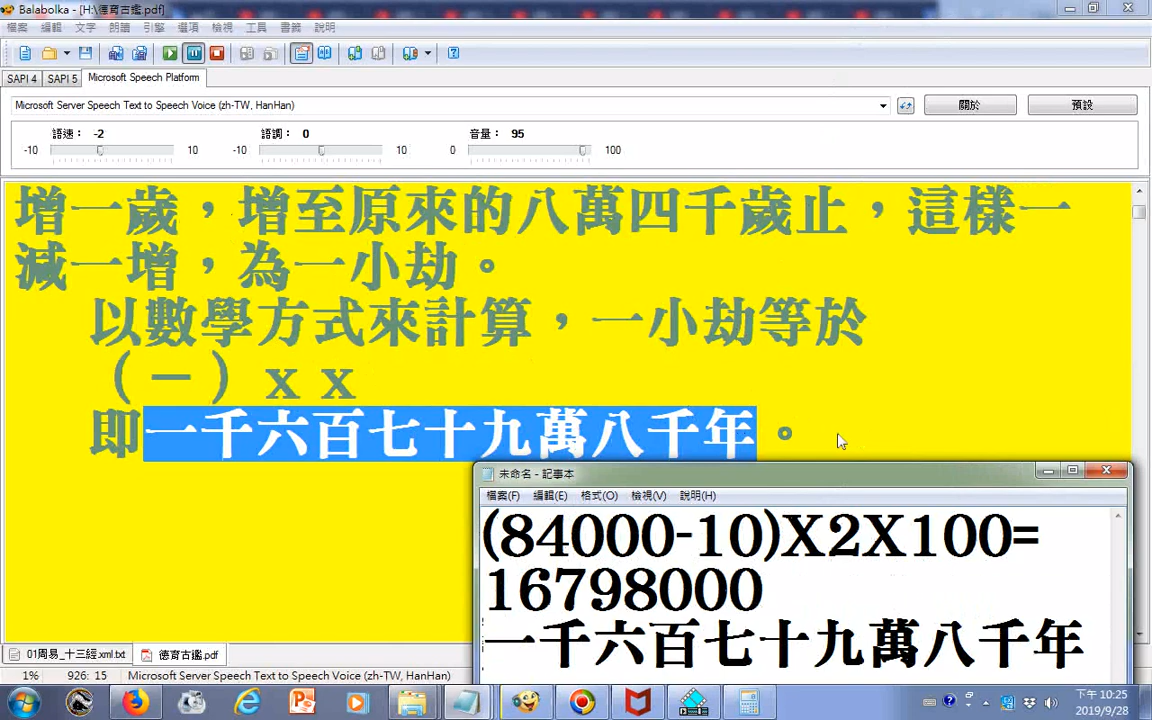 Balabolka - [H:\德育古鑑.pdf]
檔案 編輯 文字 朗讀 引擎 選項 檢視 工具 書籤 說明
SAPI 4 SAPI 5 Microsoft Speech Platform
Microsoft Server Speech Text to Speech Voice (zh-TW, HanHan)
關於 預設
語速： -2 語調： 0 音量： 95
-10 10 -10 10 0 100
增一歲，增至原來的八萬四千歲止，這樣一
減一增，為一小劫。
以數學方式來計算，一小劫等於
（－）x x
即一千六百七十九萬八千年。
未命名 - 記事本
檔案(F) 編輯(E) 格式(O) 檢視(V) 說明(H)
(84000-10)X2X100=
16798000
一千六百七十九萬八千年
01周易_十三經.xml.txt 德育古鑑.pdf
1% 926: 15 Microsoft Server Speech Text to Speech Voice (zh-TW, HanHan)
下午 10:25
2019/9/28